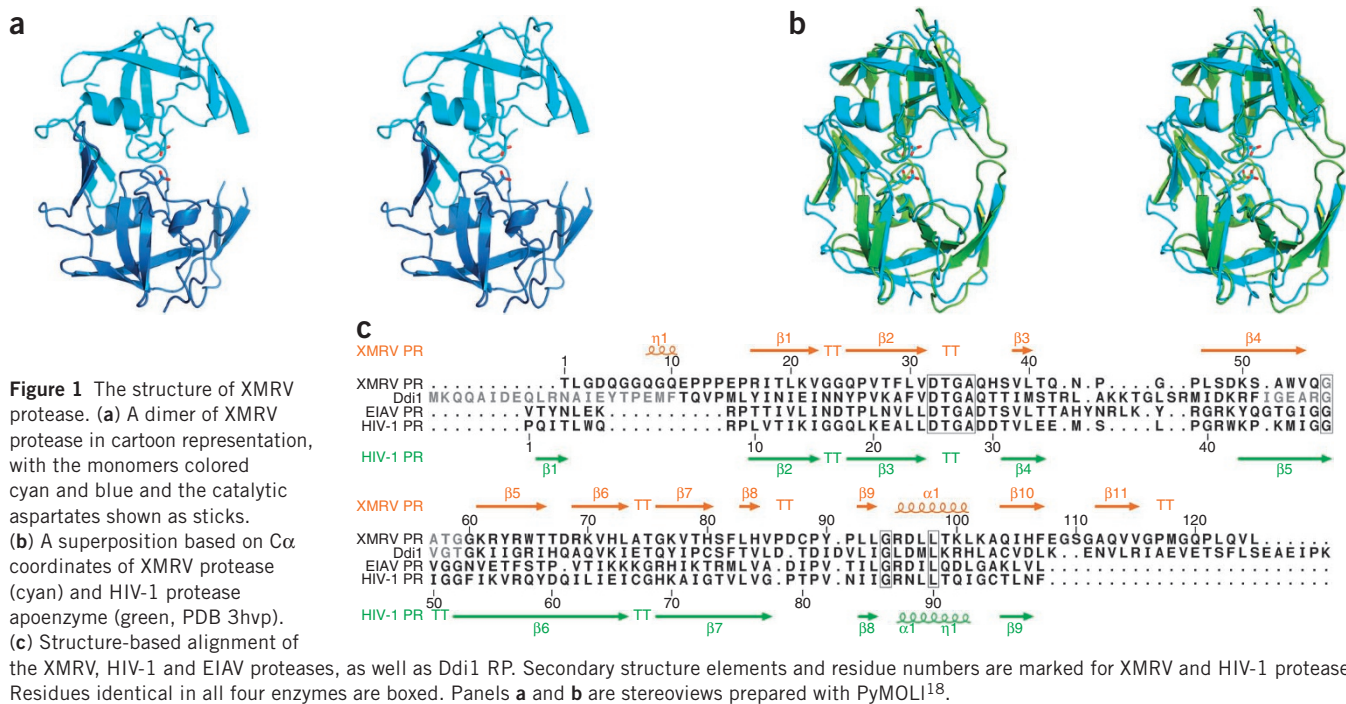 a
b
c
XMRV PR η1 β1 TT β2 TT β3 β4
1 10 20 30 40 50
XMRV PR .............TLGDQGGQGQEPPPEPRITLKVGGQPVTFLVDTGAQHSVLTQ.N.P....G..PLSDKS.AWVQG
Ddi1 MKQQAIDEQLRNAIEYTPEMFTQVPMLYINIEINNYPVKAFVDTGAQTTIMSTRL.AKKTGLSRMIDKRFIGEARG
EIAV PR .........VTYNLEK........RPTTIVLINDTPLNVLLDTGADTSVLTTAHYNRLK.Y..RGRKYQGTGIGG
HIV-1 PR .........PQITLWQ........RPLVTIKIGGQLKEALLDTGADDTVLEE.M.S....L..PGRWKP.KMIGG
1 10 20 30 40
HIV-1 PR β1 β2 TT β3 TT β4 β5
XMRV PR β5 β6 TT β7 β8 TT β9 α1 β10 β11 TT
60 70 80 90 100 110 120
XMRV PR ATGGKRYRWTTDRKVHLATGKVTHSFLHVPDCPY.PLLGRDLLTKLKAQIHFEGSGAQVVGPMGQPLQVL....
Ddi1 VGTGKIIGRIHQAQVKIETQYIPCSFTVLD.TDIDVLIGLDMLKRHLACVDLK..ENVLRIAEVETSFLSEAEIPK
EIAV PR VGGNVETFSTP.VTIKKKGRHIKTRMLVA.DIPV.TILGRDILQDLGAKLVL........................
HIV-1 PR IGGFIKVRQYDQILIEICGHKAIGTVLVG.PTPV.NIIGRNLLTQIGCTLNF........................
50 60 70 80 90
HIV-1 PR TT β6 TT β7 β8 α1 η1 β9
Figure 1 The structure of XMRV
protease. (a) A dimer of XMRV
protease in cartoon representation,
with the monomers colored
cyan and blue and the catalytic
aspartates shown as sticks.
(b) A superposition based on Cα
coordinates of XMRV protease
(cyan) and HIV-1 protease
apoenzyme (green, PDB 3hvp).
(c) Structure-based alignment of
the XMRV, HIV-1 and EIAV proteases, as well as Ddi1 RP. Secondary structure elements and residue numbers are marked for XMRV and HIV-1 protease
Residues identical in all four enzymes are boxed. Panels a and b are stereoviews prepared with PyMOLI18.